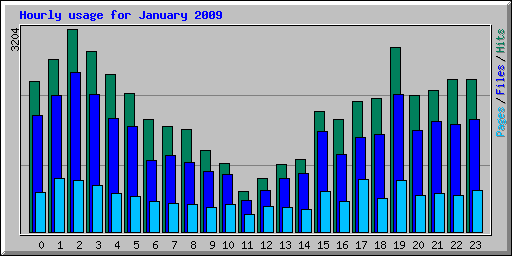 Hourly usage for January 2009
3204
Pages / Files / Hits
0 1 2 3 4 5 6 7 8 9 10 11 12 13 14 15 16 17 18 19 20 21 22 23